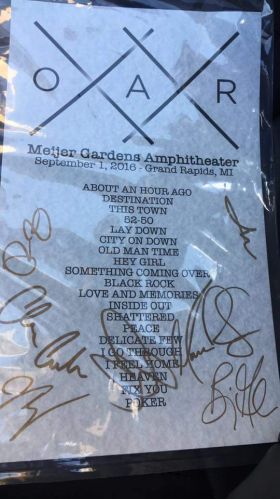 O A R
Meijer Gardens Amphitheater
September 1, 2016 - Grand Rapids, MI
ABOUT AN HOUR AGO
DESTINATION
THIS TOWN
52-50
LAY DOWN
CITY ON DOWN
OLD MAN TIME
HEY GIRL
SOMETHING COMING OVER
BLACK ROCK
LOVE AND MEMORIES
INSIDE OUT
SHATTERED
PEACE
DELICATE FEW
I GO THROUGH
I FEEL HOME
HEAVEN
FIX YOU
POKER